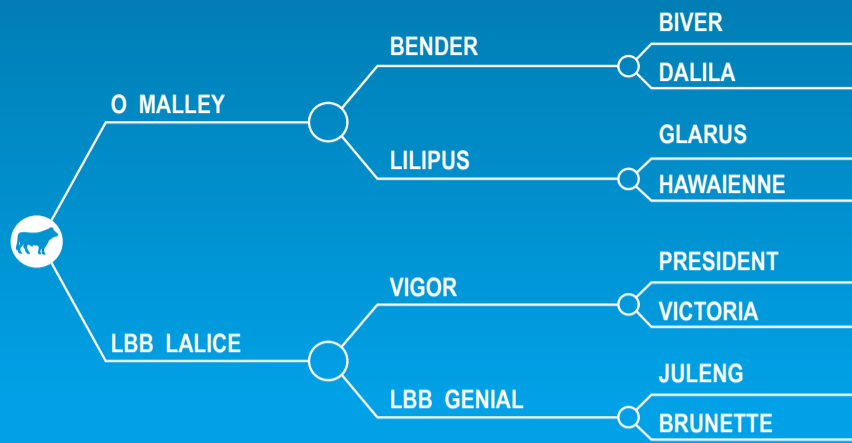 BIVER
BENDER
DALILA
O MALLEY
GLARUS
LILIPUS
HAWAIENNE
PRESIDENT
VIGOR
VICTORIA
LBB LALICE
JULENG
LBB GENIAL
BRUNETTE